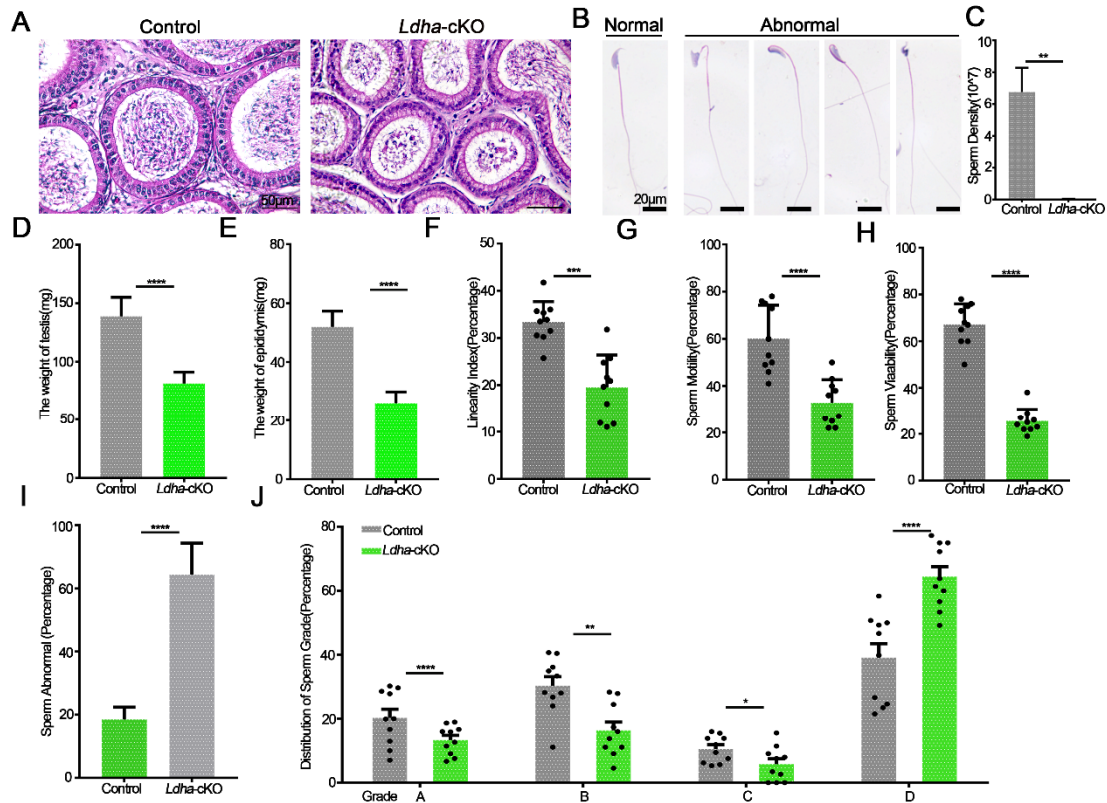 A
Control
Ldha-cKO
50μm
B
Normal
Abnormal
20μm
C
Sperm Density(10^7)
10
8
6
4
2
0
**
Control Ldha-cKO
D
The weight of testis(mg)
200
150
100
50
0
****
Control Ldha-cKO
E
The weight of epididymis(mg)
80
60
40
20
0
****
Control Ldha-cKO
F
Linearity Index(Percentage)
40
30
20
10
0
***
Control Ldha-cKO
G
Sperm Motility(Percentage)
100
80
60
40
20
0
****
Control Ldha-cKO
H
Sperm Viaability(Percentage)
100
80
60
40
20
0
****
Control Ldha-cKO
I
Sperm Abnormal (Percentage)
100
80
60
40
20
0
****
Control Ldha-cKO
J
Distribution of Sperm Grade(Percentage)
80
60
40
20
0
Control
Ldha-cKO
****
**
*
****
Grade A B C D